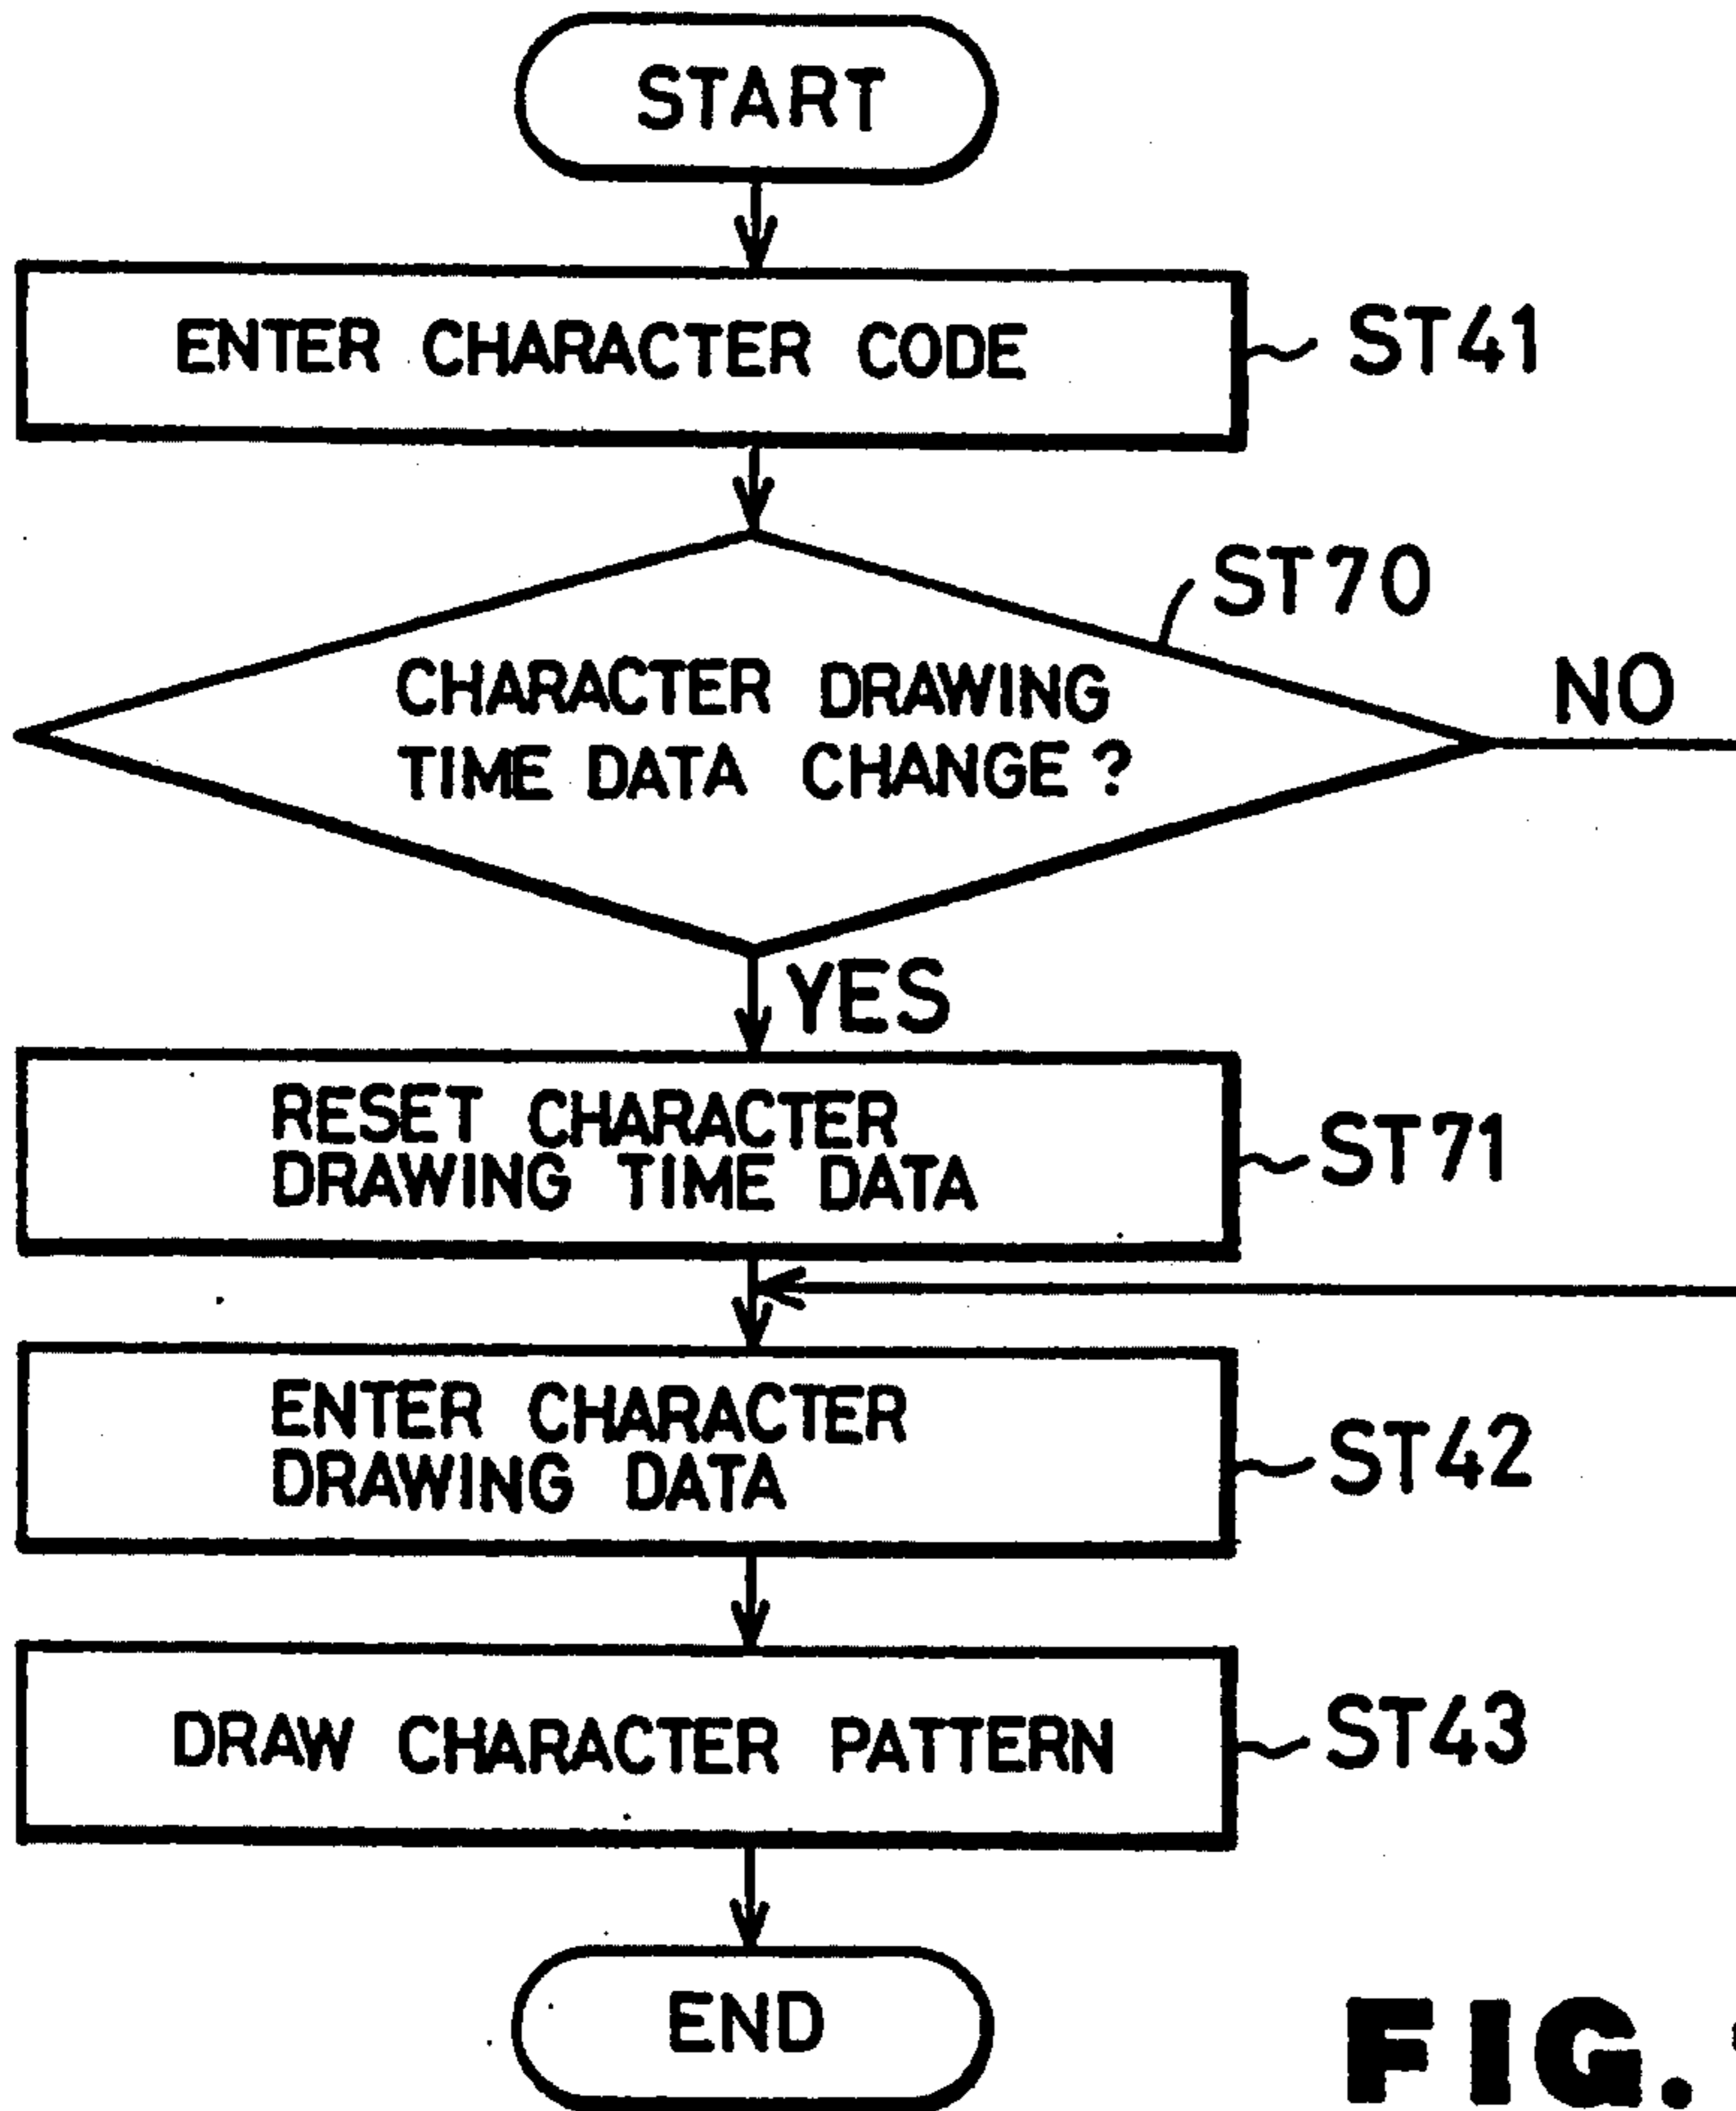 START
ENTER CHARACTER CODE
ST41
ST70
CHARACTER DRAWING
TIME DATA CHANGE?
NO
YES
RESET CHARACTER
DRAWING TIME DATA
ST71
ENTER CHARACTER
DRAWING DATA
ST42
DRAW CHARACTER PATTERN
ST43
END
FIG.